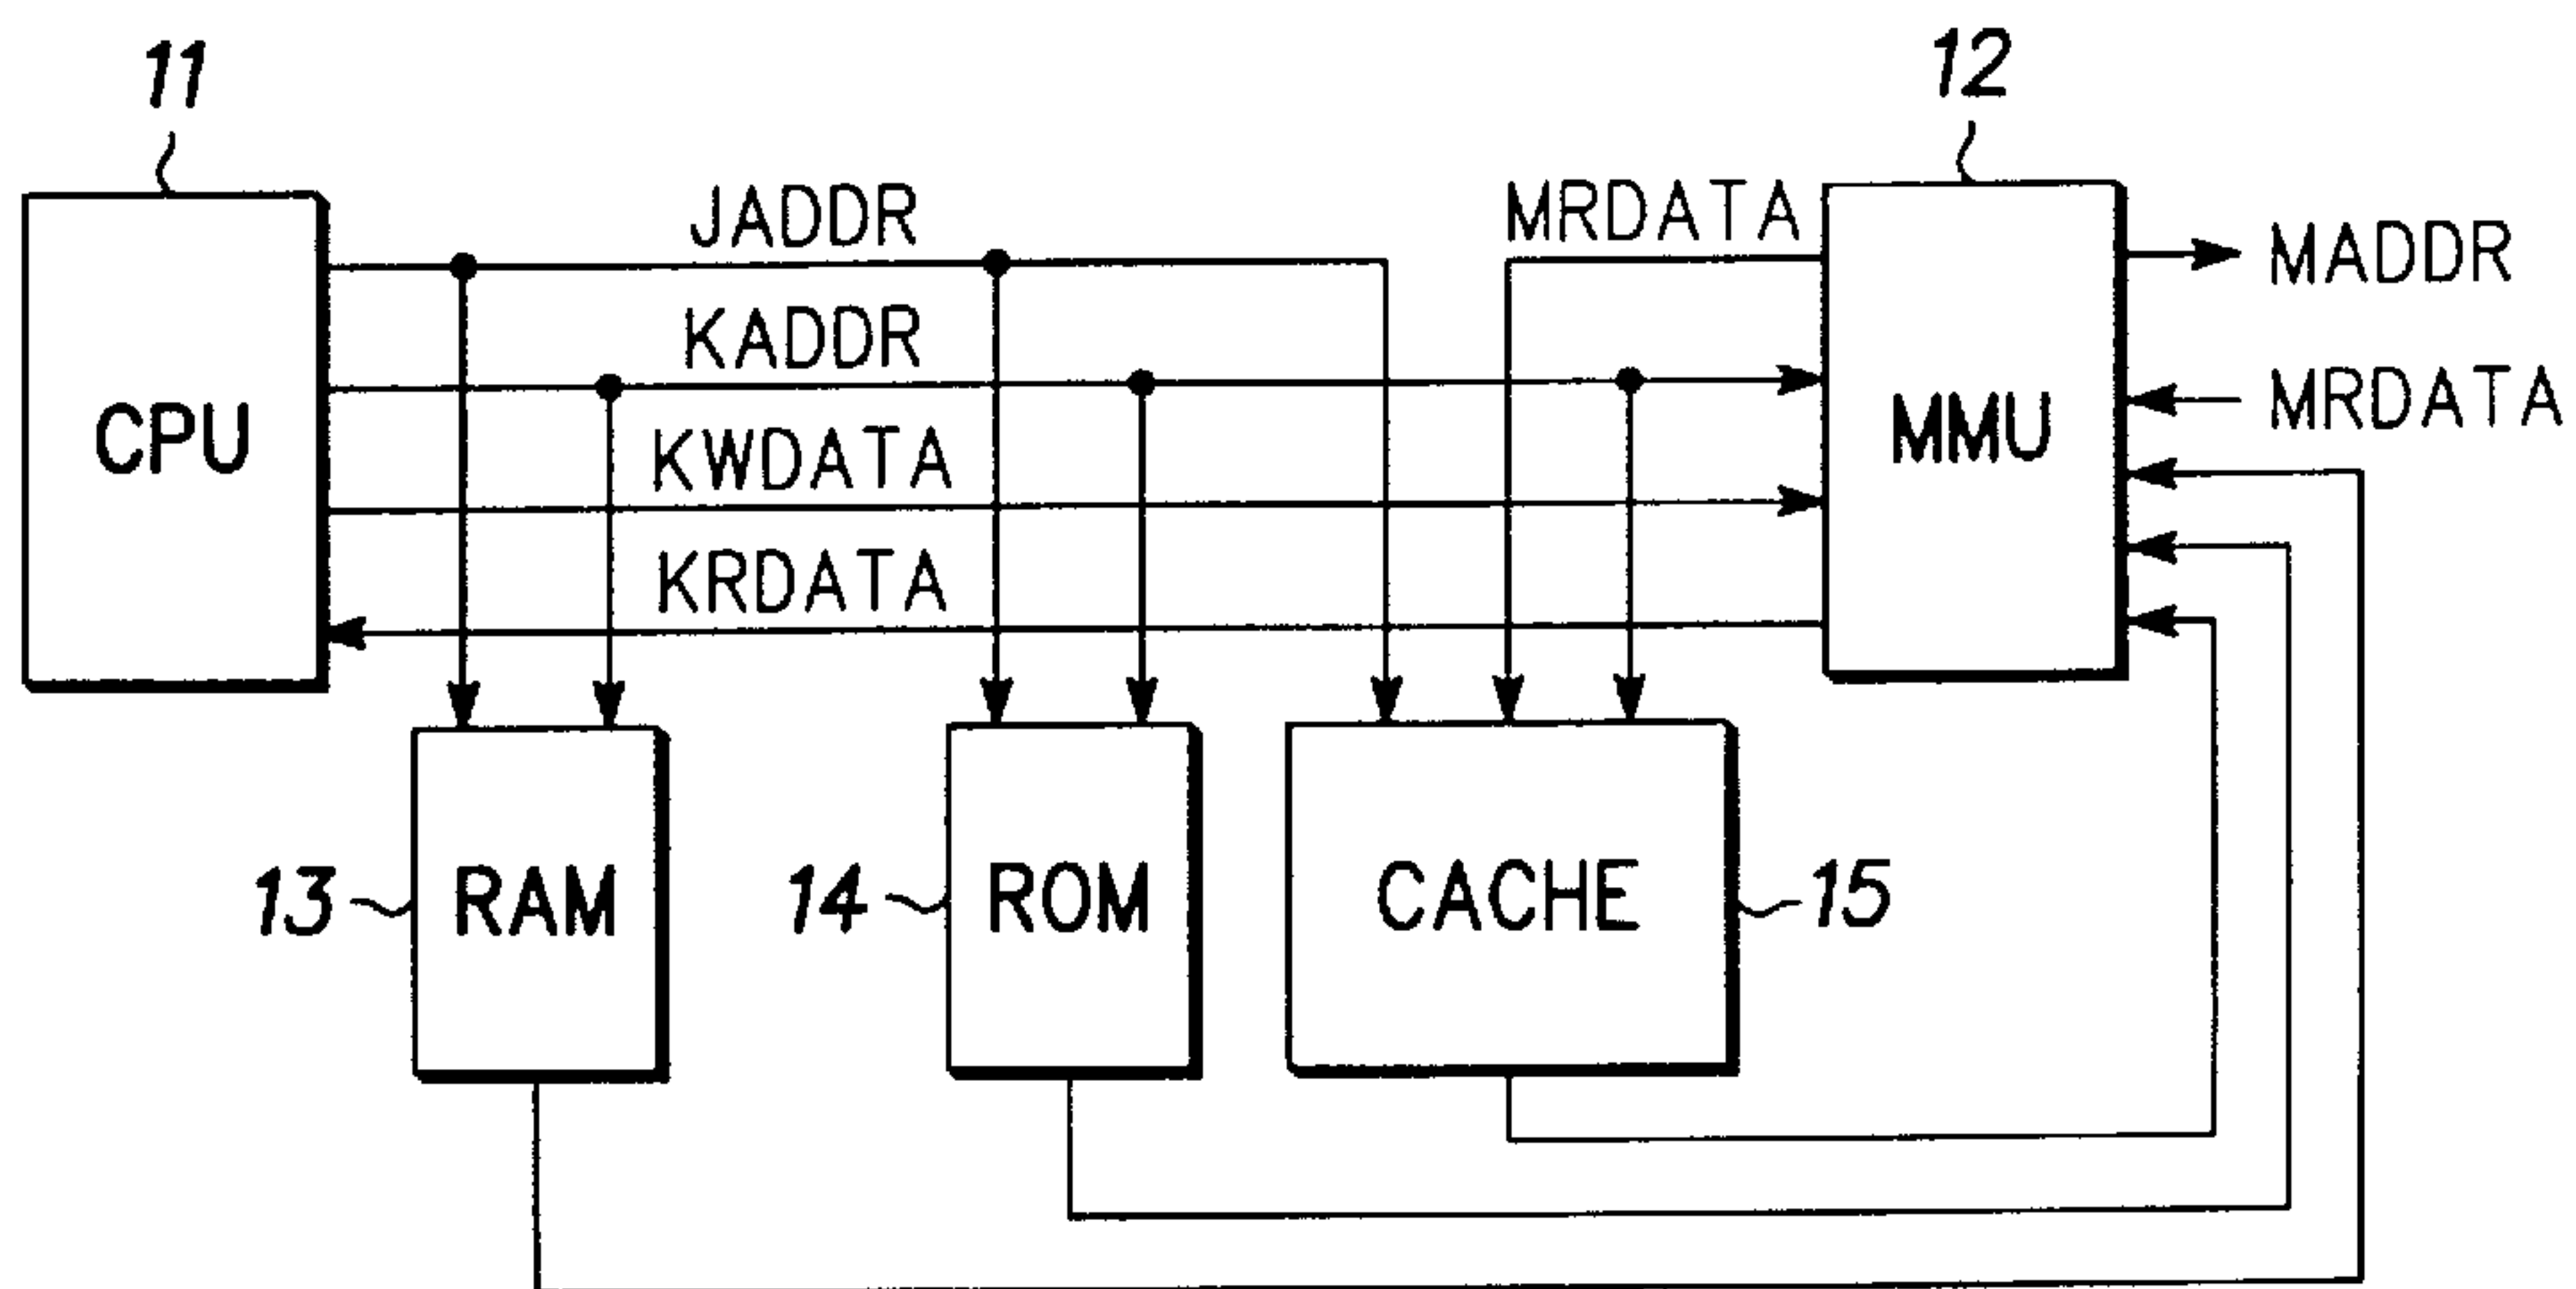 11
12
JADDR
MRDATA
MADDR
KADDR
MRDATA
CPU
KWDATA
MMU
KRDATA
13
RAM
14
ROM
CACHE
15